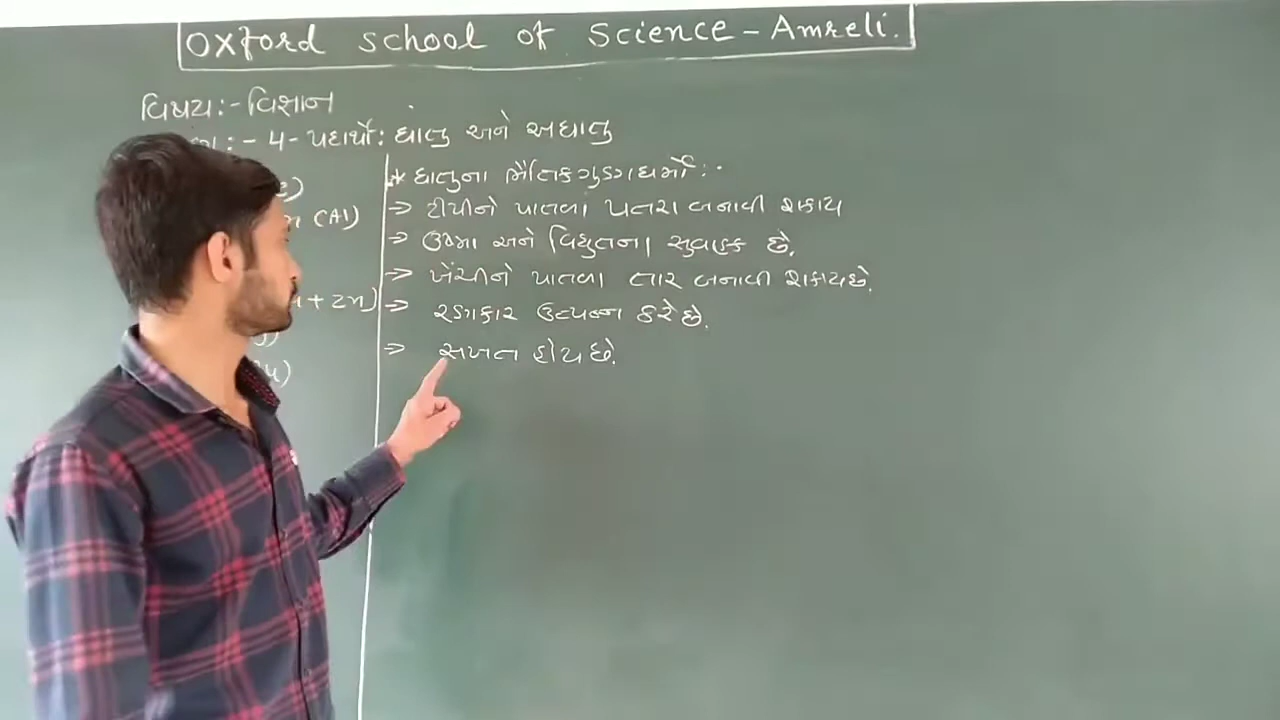 Oxford school of Science - Amreli.
વિષય:- વિજ્ઞાન
:- 4- પદાર્થો: ધાતુ અને અધાતુ
(Al)
+ Zn)
* ધાતુના ભૌતિક ગુણધર્મો:-
⇒ ટીપીને પાતળા પતરા બનાવી શકાય
⇒ ઉષ્મા અને વિદ્યુતના સુવાહક છે.
⇒ ખેંચીને પાતળા તાર બનાવી શકાય છે.
⇒ રણકાર ઉત્પન્ન કરે છે.
⇒ સખત હોય છે.